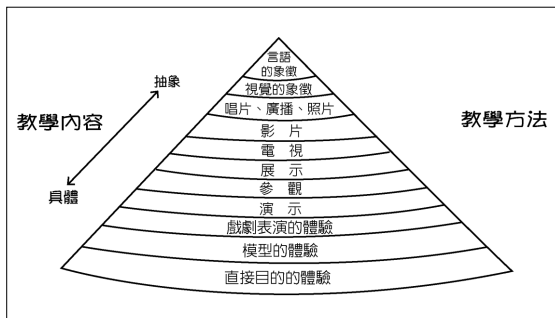 言語
的象徵
抽象
視覺的象徵
唱片、廣播、照片
教學內容
教學方法
影 片
電 視
展 示
參 觀
具體
演 示
戲劇表演的體驗
模型的體驗
直接目的的體驗